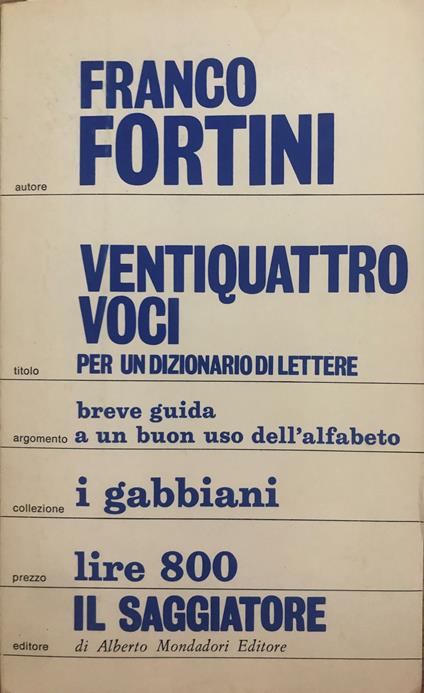 FRANCO
FORTINI
autore
VENTIQUATTRO
VOCI
titolo PER UN DIZIONARIO DI LETTERE
breve guida
argomento a un buon uso dell'alfabeto
collezione i gabbiani
prezzo lire 800
IL SAGGIATORE
editore di Alberto Mondadori Editore